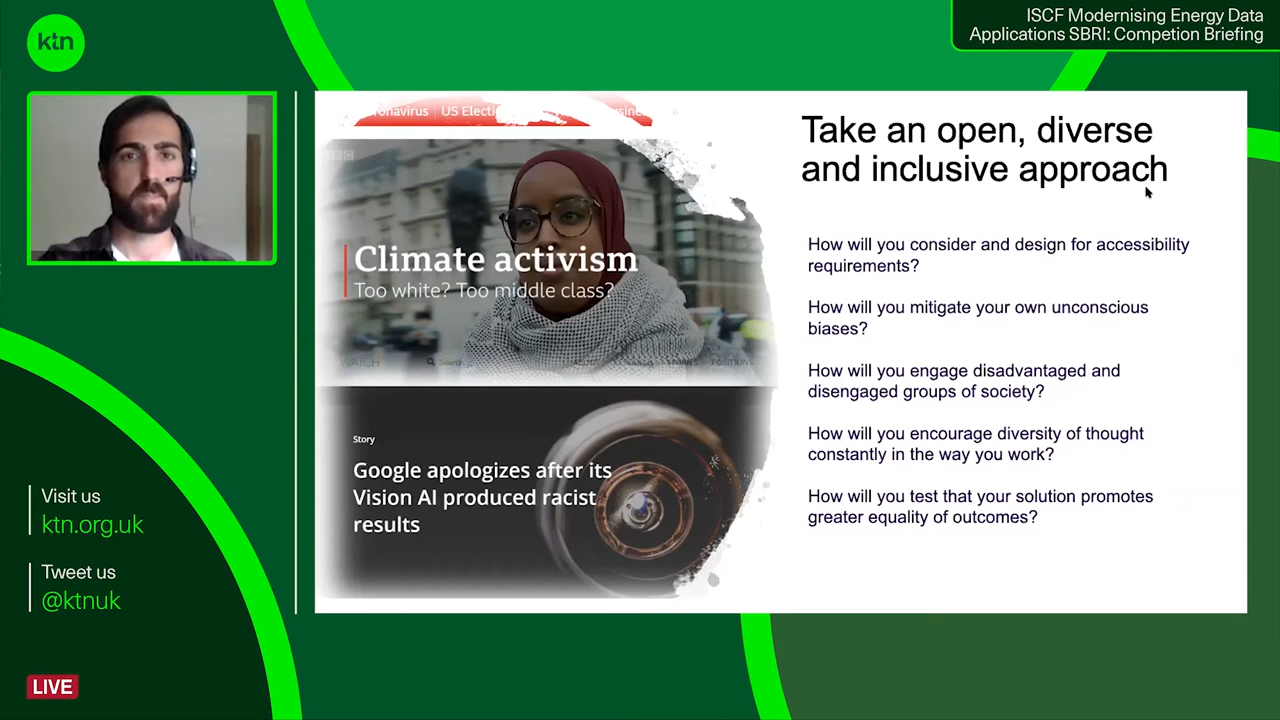 ktn
ISCF Modernising Energy Data
Applications SBRI: Competion Briefing
US Electi
Climate activism
Too white? Too middle class?
WATCH
Story
Google apologizes after its
Vision AI produced racist
results
Take an open, diverse
and inclusive approach
How will you consider and design for accessibility
requirements?
How will you mitigate your own unconscious
biases?
How will you engage disadvantaged and
disengaged groups of society?
How will you encourage diversity of thought
constantly in the way you work?
How will you test that your solution promotes
greater equality of outcomes?
Visit us
ktn.org.uk
Tweet us
@ktnuk
LIVE